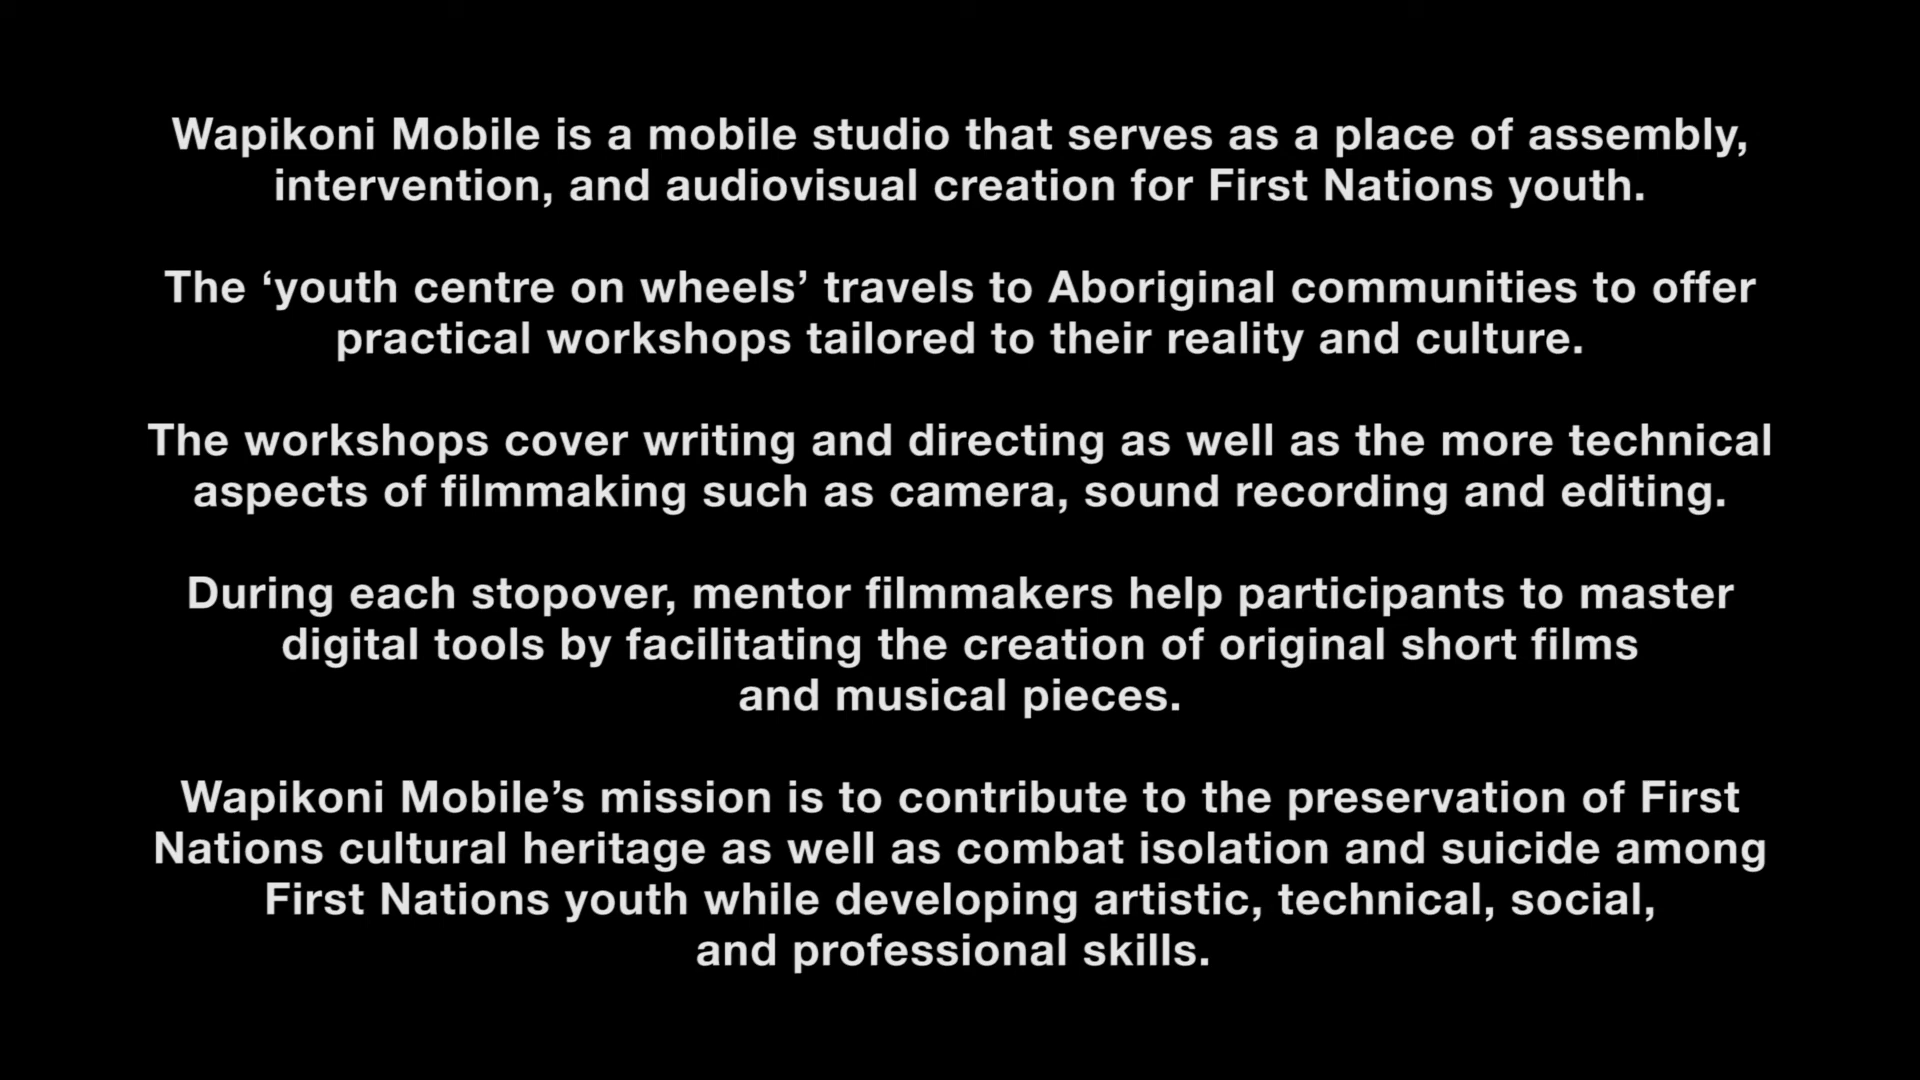 Wapikoni Mobile is a mobile studio that serves as a place of assembly,
intervention, and audiovisual creation for First Nations youth.
The ‘youth centre on wheels’ travels to Aboriginal communities to offer
practical workshops tailored to their reality and culture.
The workshops cover writing and directing as well as the more technical
aspects of filmmaking such as camera, sound recording and editing.
During each stopover, mentor filmmakers help participants to master
digital tools by facilitating the creation of original short films
and musical pieces.
Wapikoni Mobile’s mission is to contribute to the preservation of First
Nations cultural heritage as well as combat isolation and suicide among
First Nations youth while developing artistic, technical, social,
and professional skills.